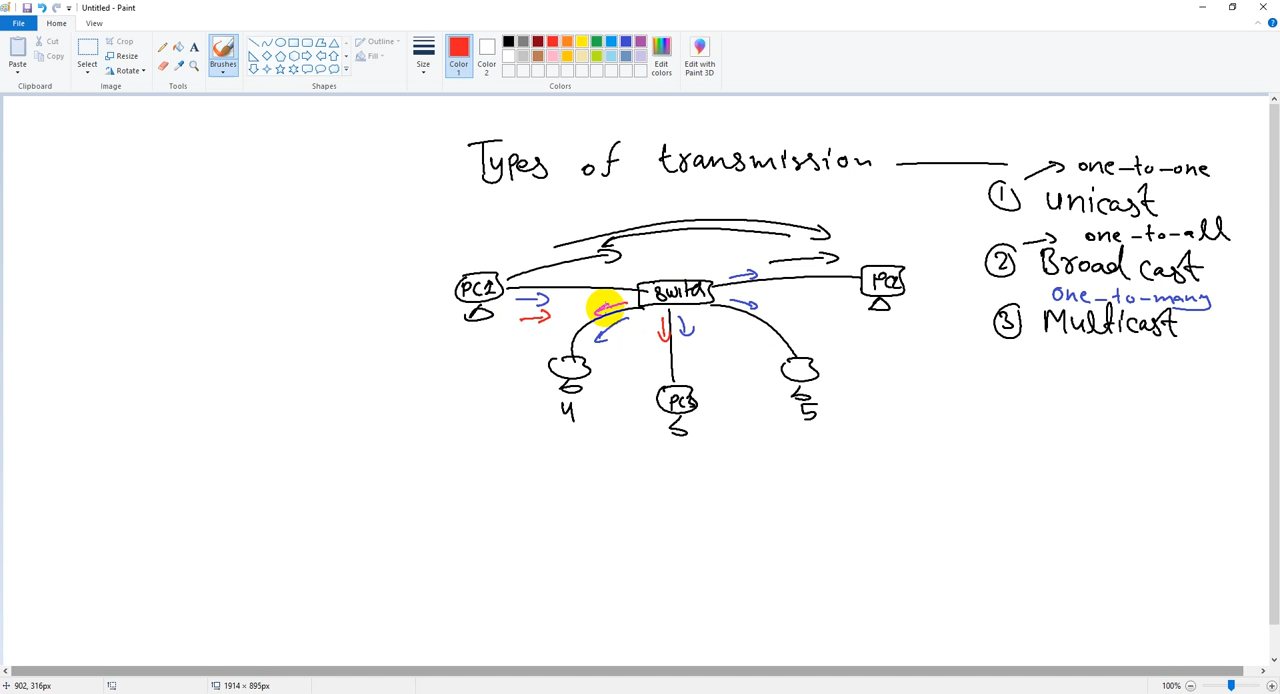 Untitled - Paint
File Home View
Paste
Cut
Copy
Clipboard
Select
Crop
Resize
Rotate
Image
Tools
Brushes
Outline
Fill
Shapes
Size
Color 1
Color 2
Edit colors
Edit with Paint 3D
Colors
Types of transmission
one-to-one
① unicast
one-to-all
② Broad cast
one-to-many
③ Multicast
PC1
Switch
PC2
PC3
4
5
902, 316px
1914 × 895px
100%